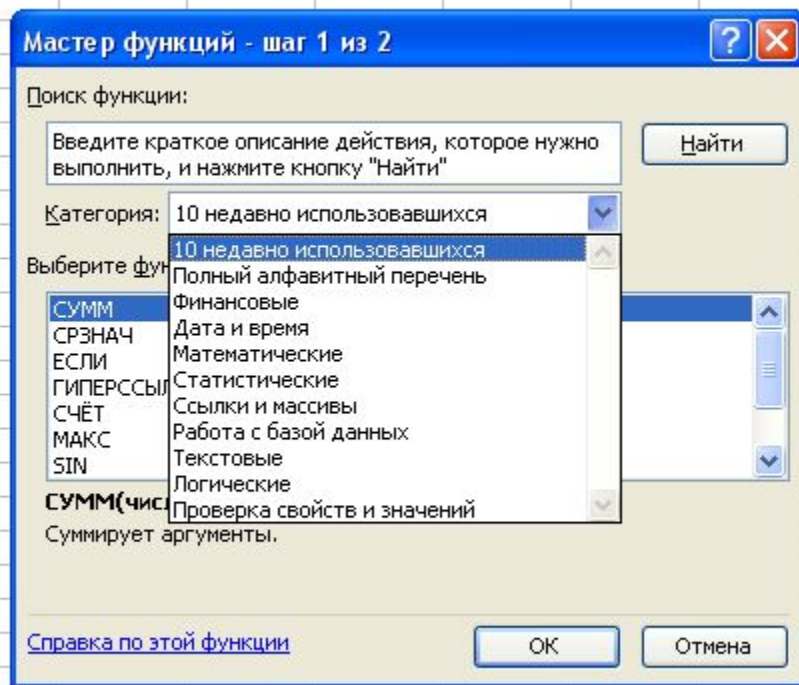 Мастер функций - шаг 1 из 2
Поиск функции:
Введите краткое описание действия, которое нужно
выполнить, и нажмите кнопку "Найти"
Найти
Категория: 10 недавно использовавшихся
10 недавно использовавшихся
Полный алфавитный перечень
Финансовые
Дата и время
Математические
Статистические
Ссылки и массивы
Работа с базой данных
Текстовые
Логические
Проверка свойств и значений
Выберите
СУММ
СРЗНАЧ
ЕСЛИ
СЧЁТ
МАКС
SIN
Суммирует аргументы.
Справка по этой функции
ОК
Отмена